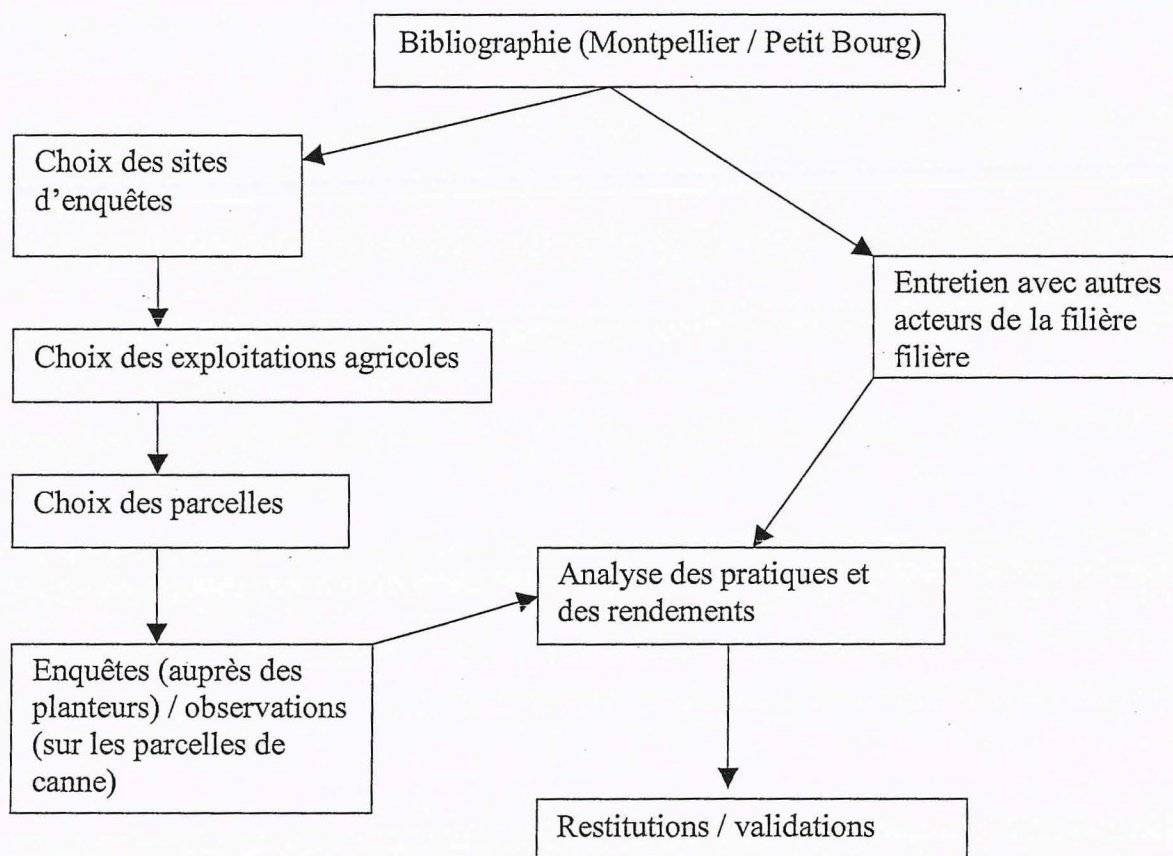 Bibliographie (Montpellier / Petit Bourg)
Choix des sites
d'enquêtes
Entretien avec autres
acteurs de la filière
filière
Choix des exploitations agricoles
Choix des parcelles
Analyse des pratiques et
des rendements
Enquêtes (auprès des
planteurs) / observations
(sur les parcelles de
canne)
Restitutions / validations